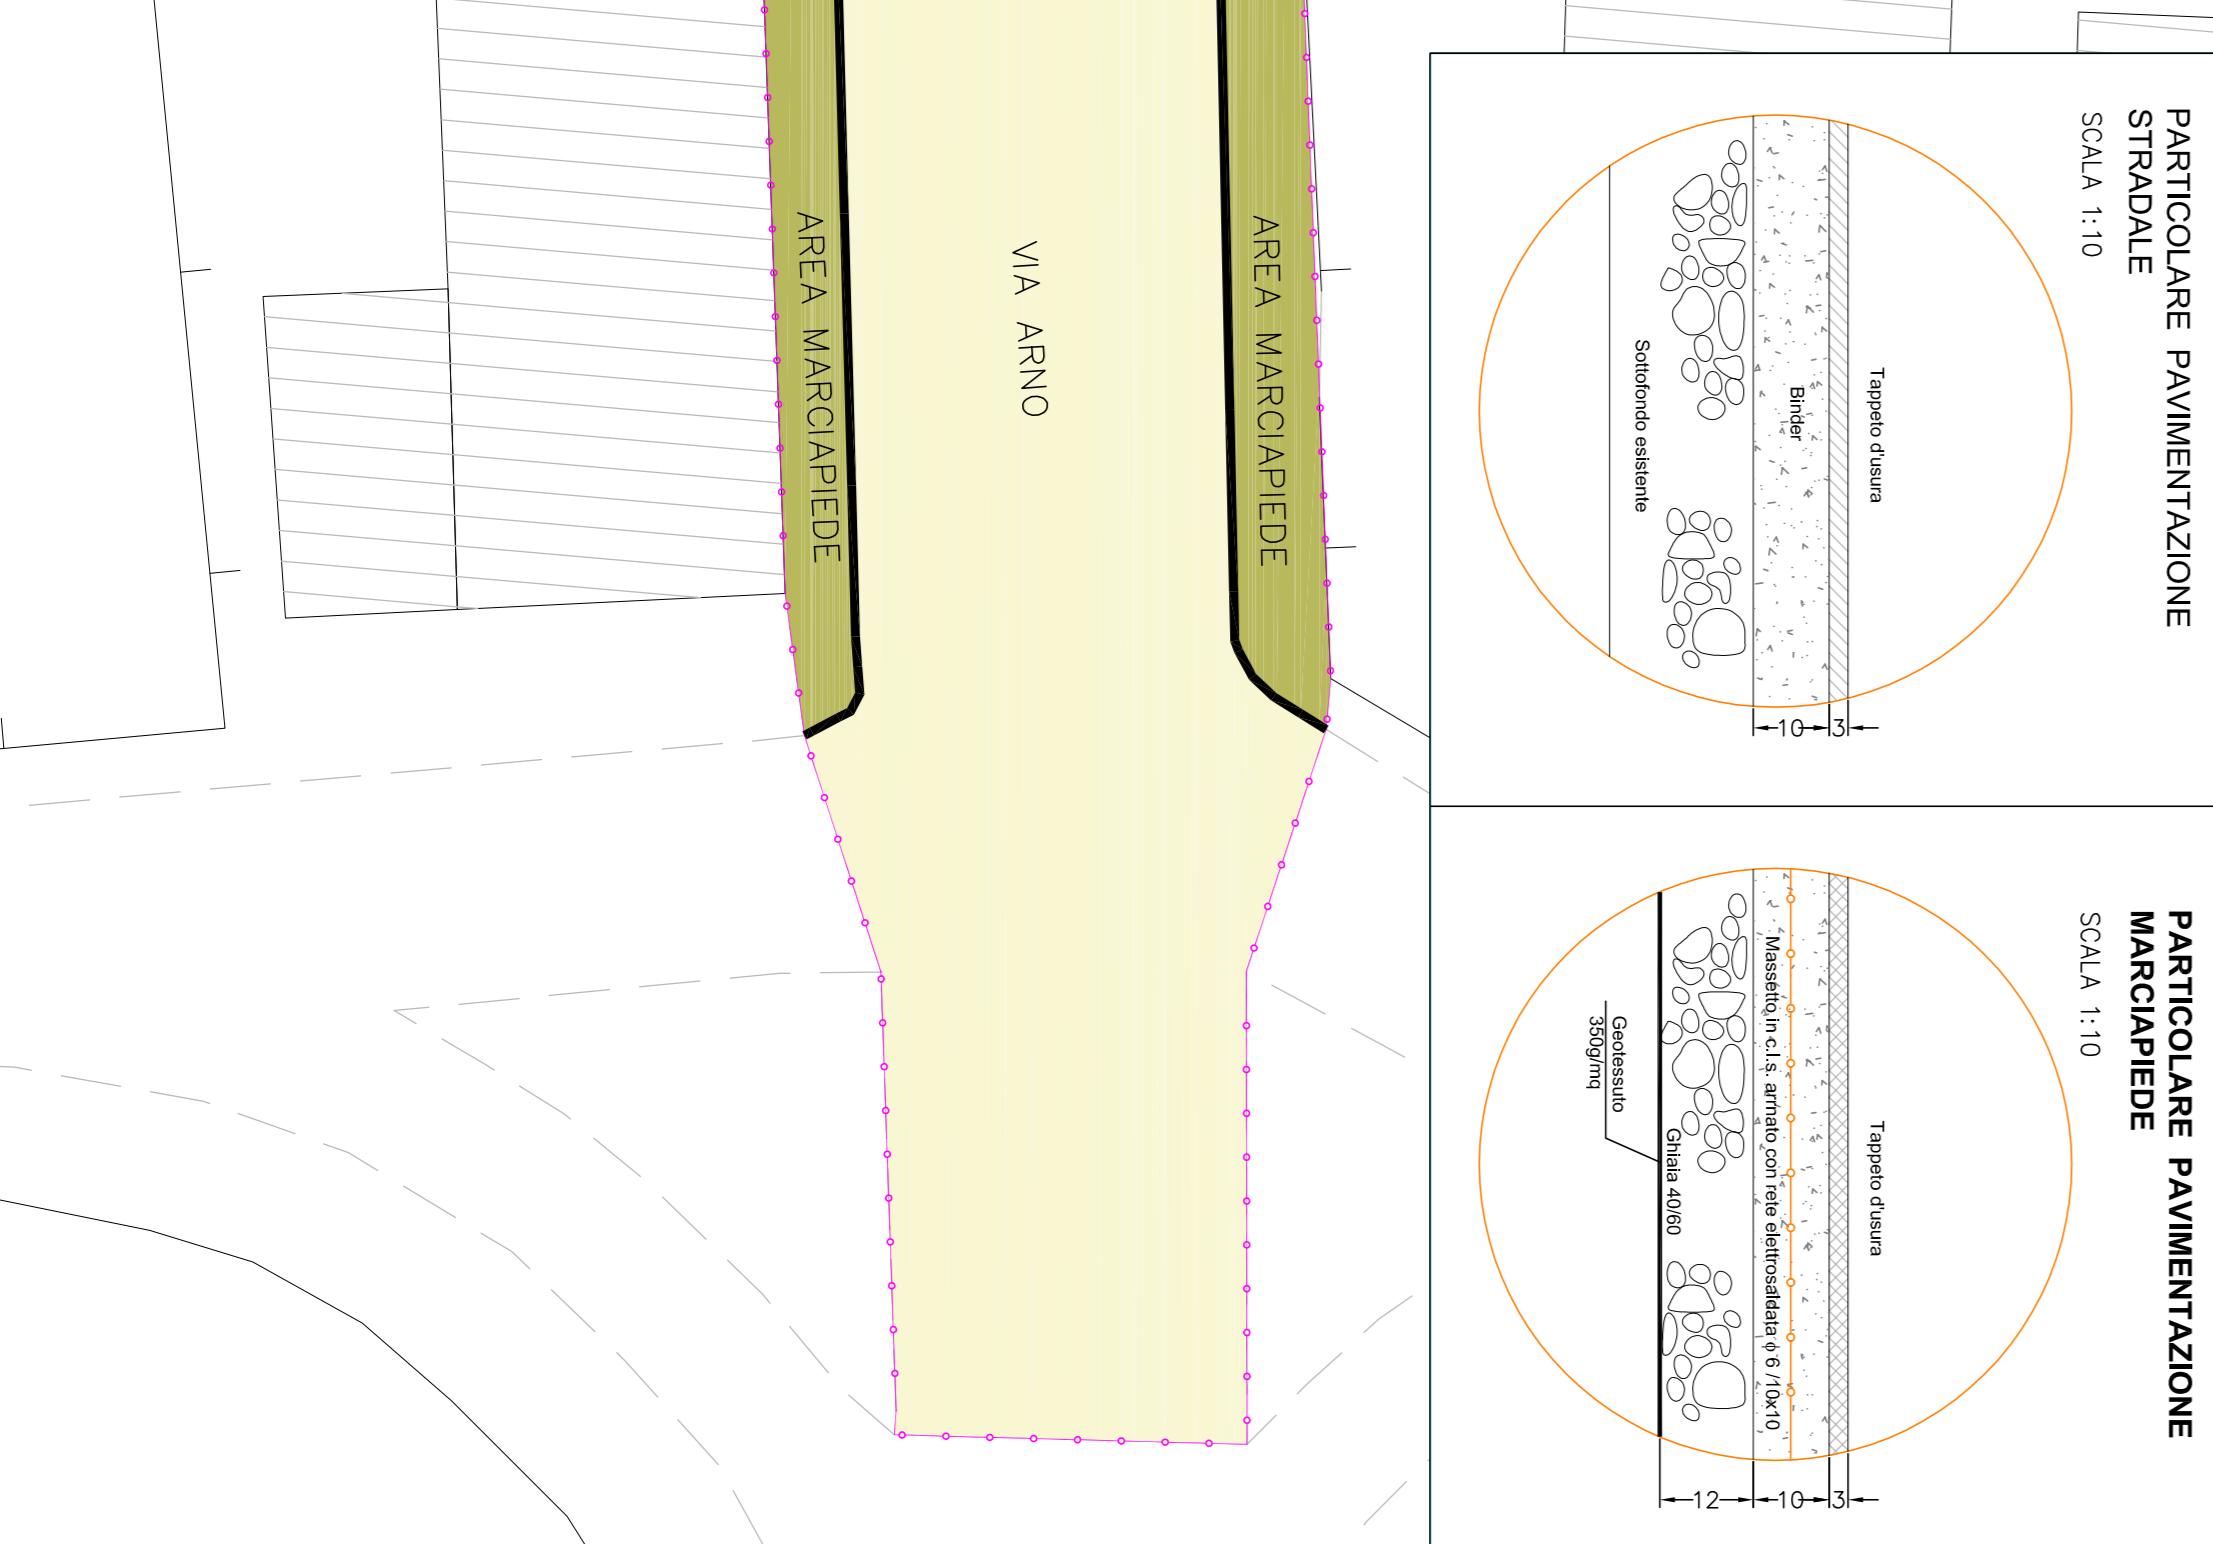 PARTICOLARE PAVIMENTAZIONE
STRADALE
SCALA 1:10
Tappeto d'usura
Binder
Sottofondo esistente
10
3
PARTICOLARE PAVIMENTAZIONE
MARCIAPIEDE
SCALA 1:10
Tappeto d'usura
Massetto in c.l.s. armato con rete elettrosaldata ϕ 6 /10x10
Ghiaia 40/60
Geotessuto
350g/mq
12
10
3
AREA MARCIAPIEDE
VIA ARNO
AREA MARCIAPIEDE